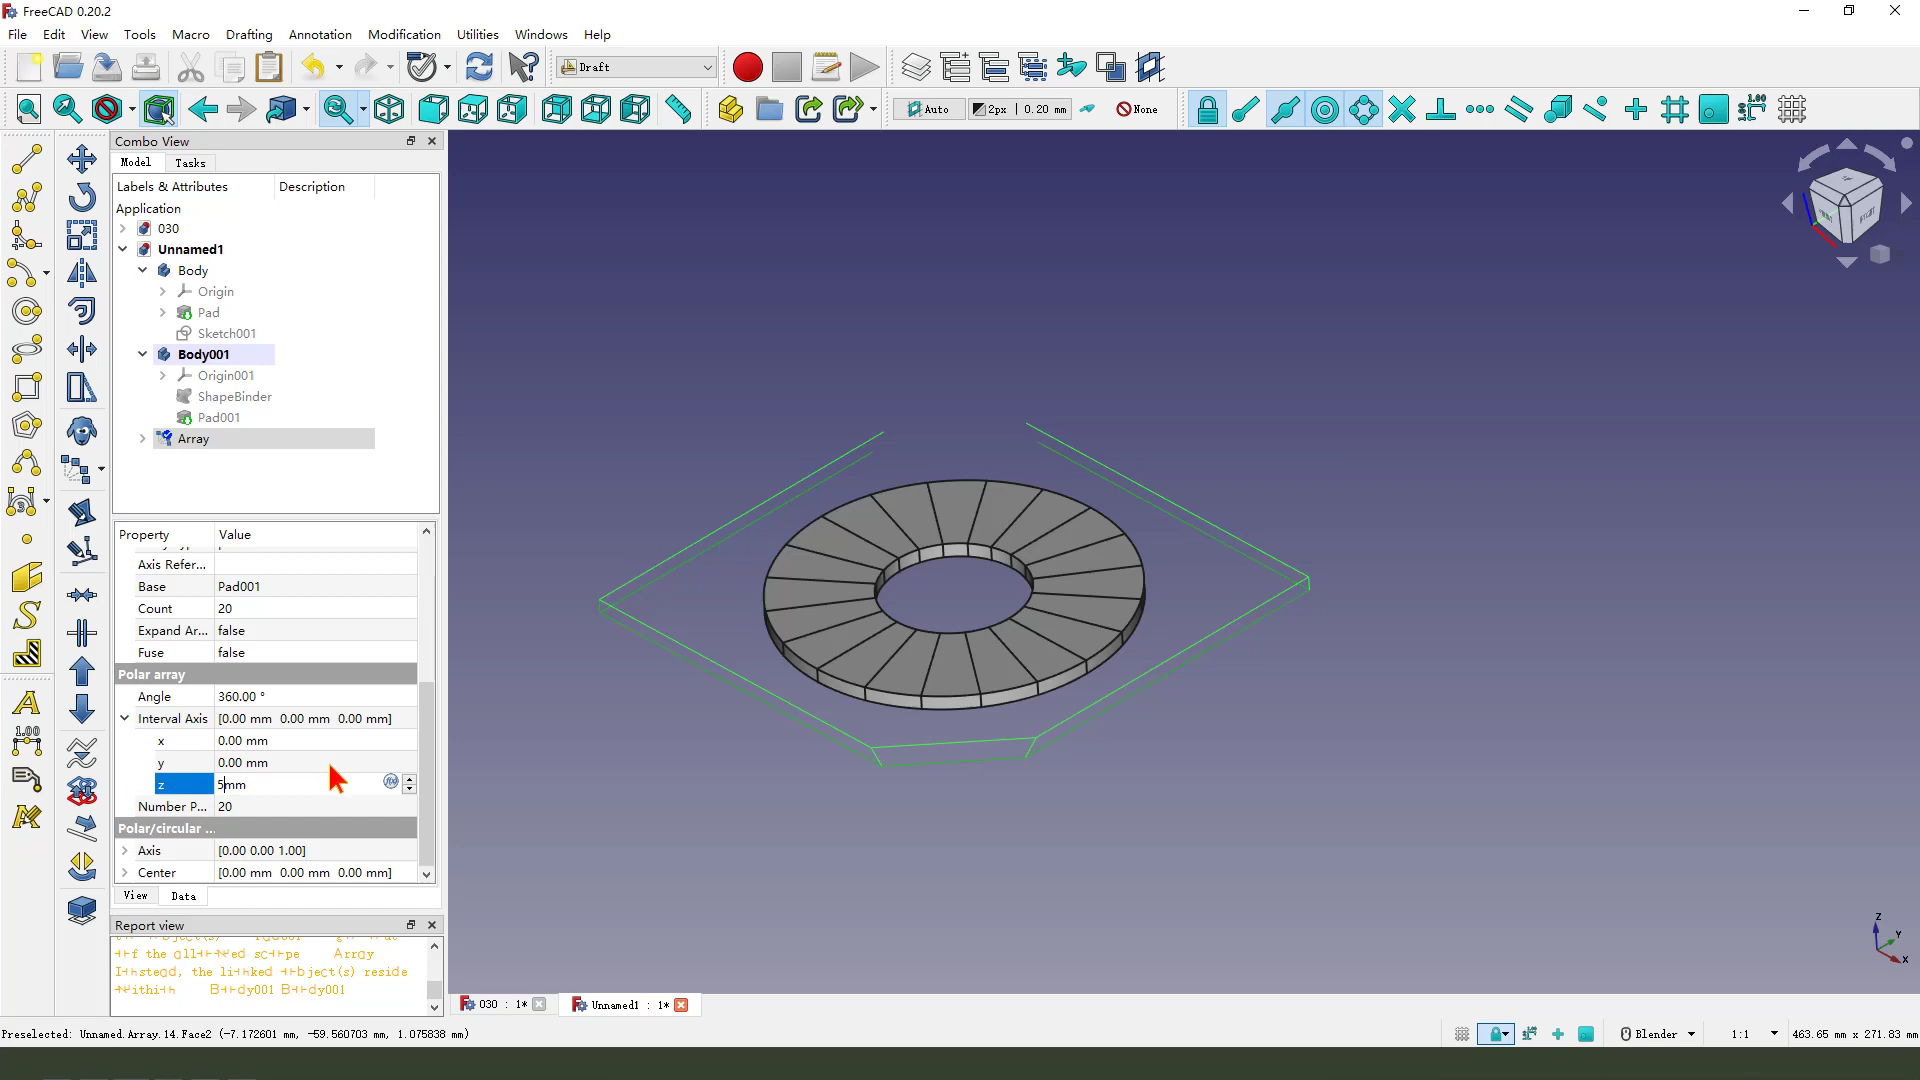 FreeCAD 0.20.2
File Edit View Tools Macro Drafting Annotation Modification Utilities Windows Help
Draft
Auto 2px | 0.20 mm None
1.00
Combo View
Model Tasks
Labels & Attributes Description
Application
030
Unnamed1
Body
Origin
Pad
Sketch001
Body001
Origin001
ShapeBinder
Pad001
Array
Property Value
Axis Refer...
Base Pad001
Count 20
Expand Ar... false
Fuse false
Polar array
Angle 360.00 °
Interval Axis [0.00 mm 0.00 mm 0.00 mm]
x 0.00 mm
y 0.00 mm
z 5mm
Number P... 20
Polar/circular ...
Axis [0.00 0.00 1.00]
Center [0.00 mm 0.00 mm 0.00 mm]
View Data
Report view
the Array
the
030 : 1* Unnamed1 : 1*
Z
Y
X
Preselected: Unnamed.Array.14.Face2 (-7.172601 mm, -59.560703 mm, 1.075838 mm)
Blender 1:1 463.65 mm x 271.83 mm